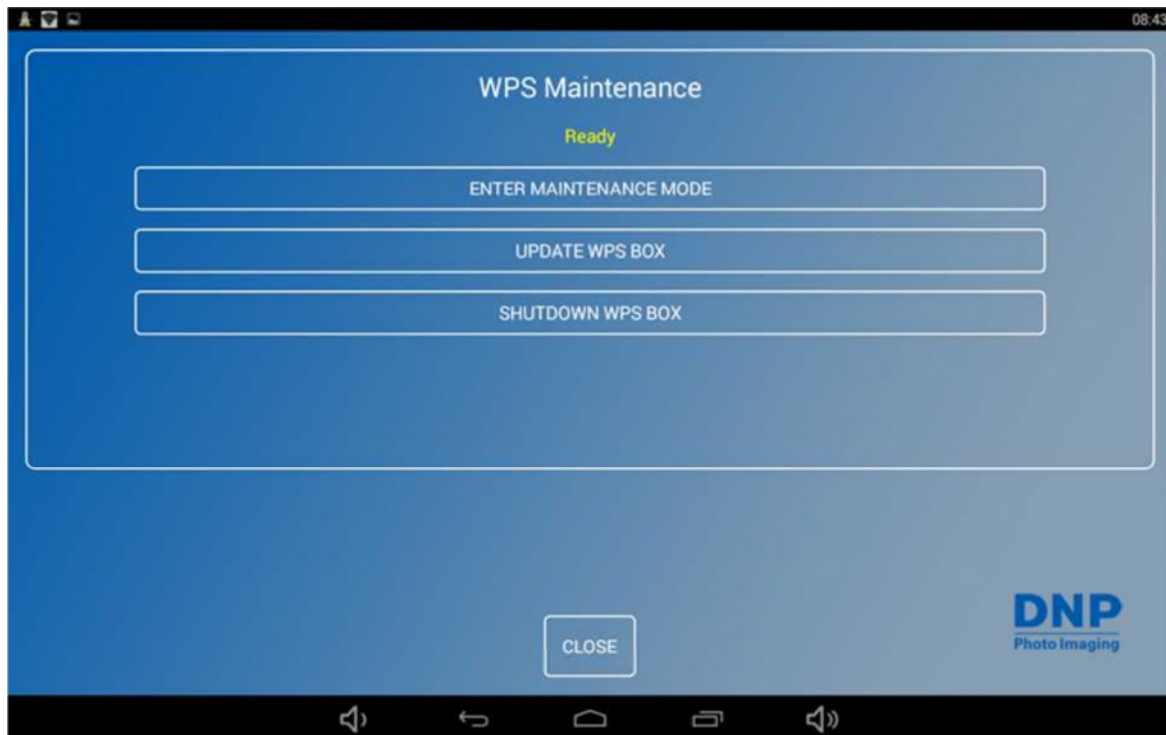 08:43
WPS Maintenance
Ready
ENTER MAINTENANCE MODE
UPDATE WPS BOX
SHUTDOWN WPS BOX
CLOSE
DNP
Photo Imaging